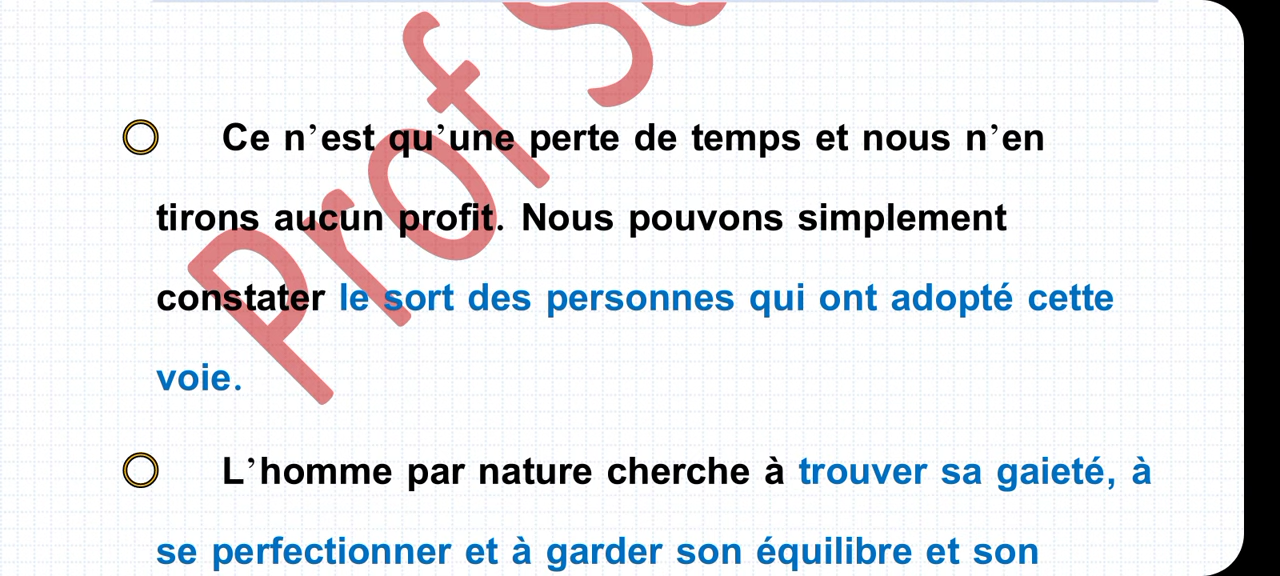 Prof S
Ce n’est qu’une perte de temps et nous n’en
tirons aucun profit. Nous pouvons simplement
constater le sort des personnes qui ont adopté cette
voie.
L’homme par nature cherche à trouver sa gaieté, à
se perfectionner et à garder son équilibre et son